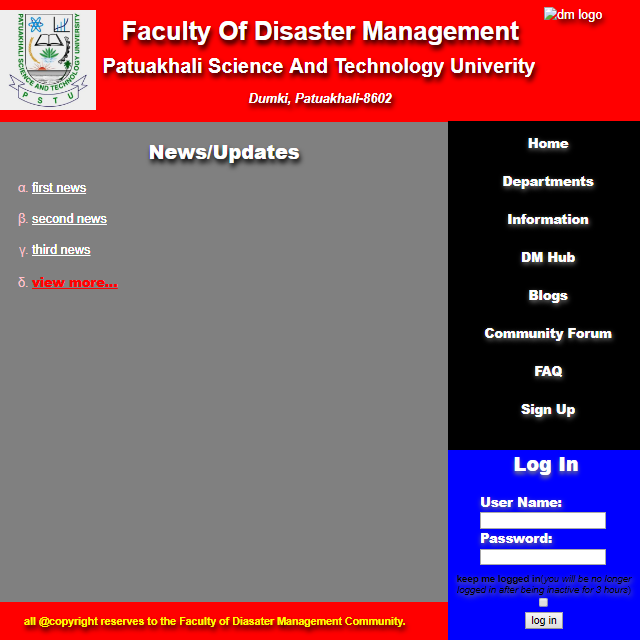 PATUAKHALI SCIENCE AND TECHNOLOGY UNIVERSITY
PSTU
dm logo
Faculty Of Disaster Management
Patuakhali Science And Technology Univerity
Dumki, Patuakhali-8602
News/Updates
α. first news
β. second news
γ. third news
δ. view more...
Home
Departments
Information
DM Hub
Blogs
Community Forum
FAQ
Sign Up
Log In
User Name:
Password:
keep me logged in[you will be no longer
logged in after being inactive for 3 hours]
log in
all @copyright reserves to the Faculty of Diasater Management Community.